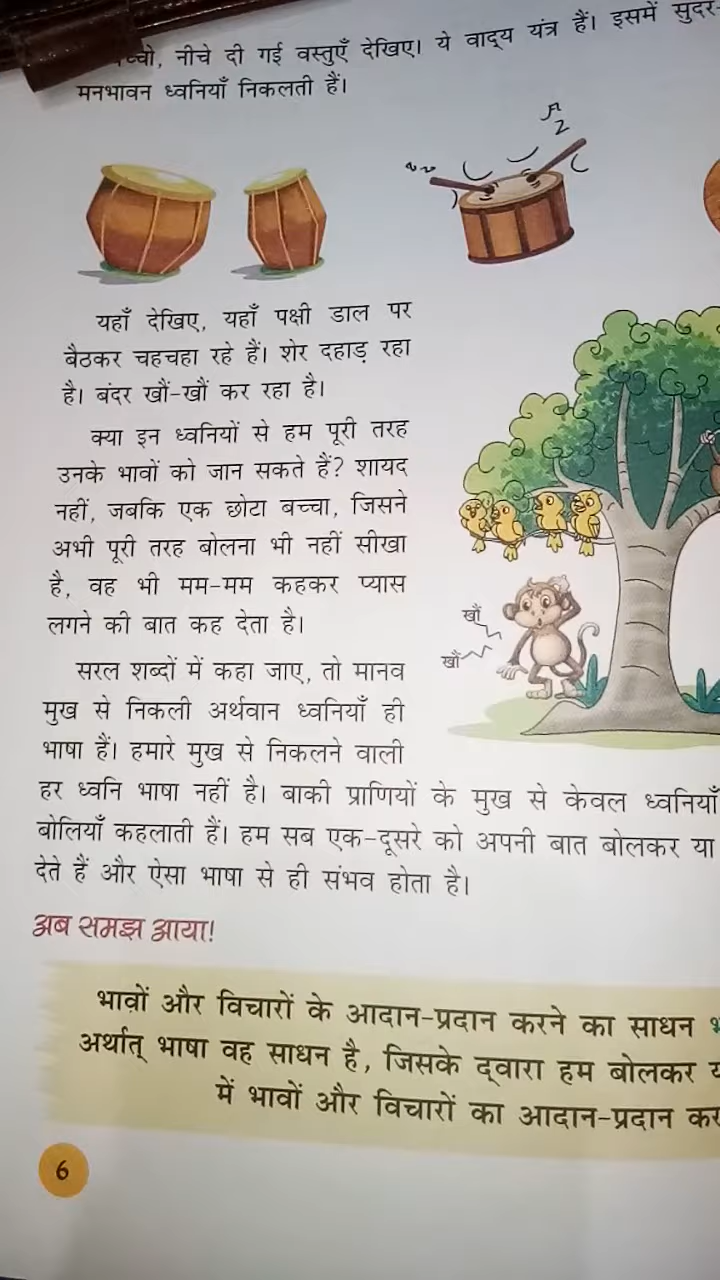 नीचे दी गई वस्तुएँ देखिए। ये वाद्य यंत्र हैं। इसमें
मनभावन ध्वनियाँ निकलती हैं।
यहाँ देखिए, यहाँ पक्षी डाल पर
बैठकर चहचहा रहे हैं। शेर दहाड़ रहा
है। बंदर खौं-खौं कर रहा है।
क्या इन ध्वनियों से हम पूरी तरह
उनके भावों को जान सकते हैं? शायद
नहीं, जबकि एक छोटा बच्चा, जिसने
अभी पूरी तरह बोलना भी नहीं सीखा
है, वह भी मम-मम कहकर प्यास
लगने की बात कह देता है।
खौं
खौं
सरल शब्दों में कहा जाए, तो मानव
मुख से निकली अर्थवान ध्वनियाँ ही
भाषा हैं। हमारे मुख से निकलने वाली
हर ध्वनि भाषा नहीं है। बाकी प्राणियों के मुख से केवल ध्वनियाँ
बोलियाँ कहलाती हैं। हम सब एक-दूसरे को अपनी बात बोलकर या
देते हैं और ऐसा भाषा से ही संभव होता है।
अब समझ आया!
भावों और विचारों के आदान-प्रदान करने का साधन
अर्थात् भाषा वह साधन है, जिसके द्वारा हम बोलकर
में भावों और विचारों का आदान-प्रदान
6